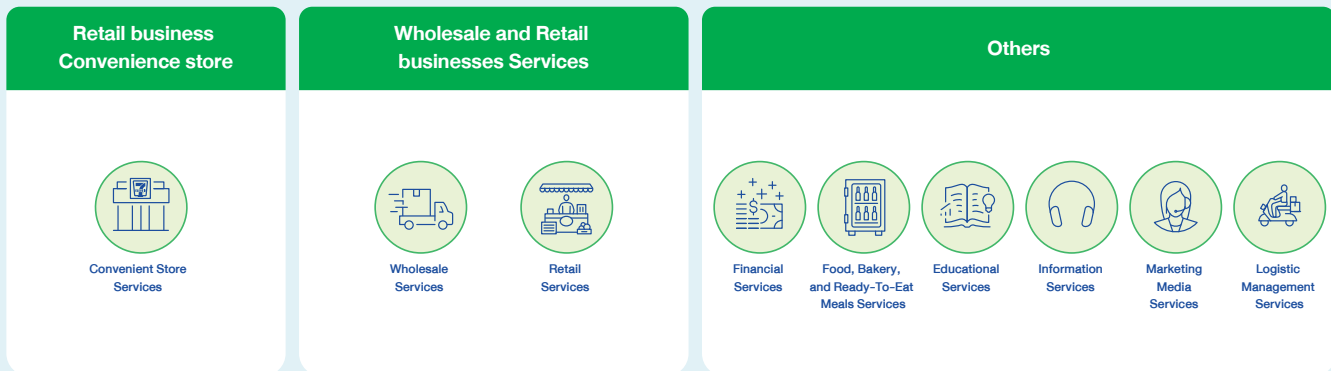 Retail business
Convenience store
Wholesale and Retail
businesses Services
Others
7
Convenient Store
Services
Wholesale
Services
Retail
Services
$
Financial
Services
Food, Bakery,
and Ready-To-Eat
Meals Services
Educational
Services
Information
Services
Marketing
Media
Services
Logistic
Management
Services